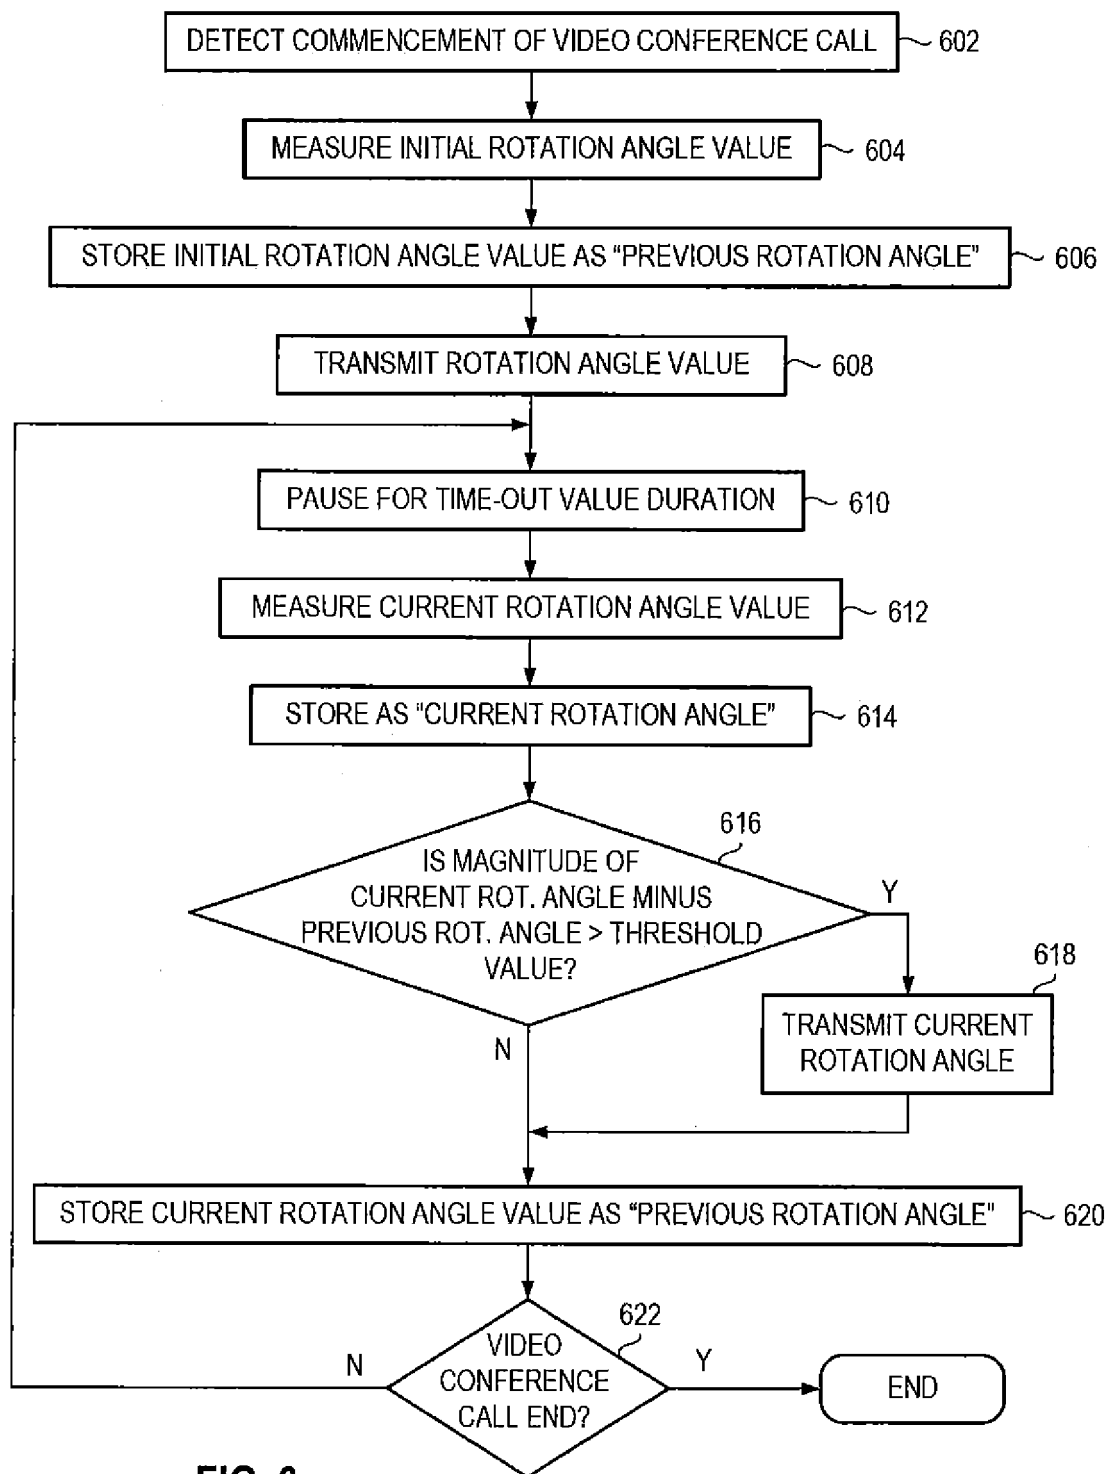 DETECT COMMENCEMENT OF VIDEO CONFERENCE CALL
602
MEASURE INITIAL ROTATION ANGLE VALUE
604
STORE INITIAL ROTATION ANGLE VALUE AS "PREVIOUS ROTATION ANGLE"
606
TRANSMIT ROTATION ANGLE VALUE
608
PAUSE FOR TIME-OUT VALUE DURATION
610
MEASURE CURRENT ROTATION ANGLE VALUE
612
STORE AS "CURRENT ROTATION ANGLE"
614
616
IS MAGNITUDE OF
CURRENT ROT. ANGLE MINUS
PREVIOUS ROT. ANGLE > THRESHOLD
VALUE?
Y
N
618
TRANSMIT CURRENT
ROTATION ANGLE
STORE CURRENT ROTATION ANGLE VALUE AS "PREVIOUS ROTATION ANGLE"
620
622
VIDEO
CONFERENCE
CALL END?
N
Y
END